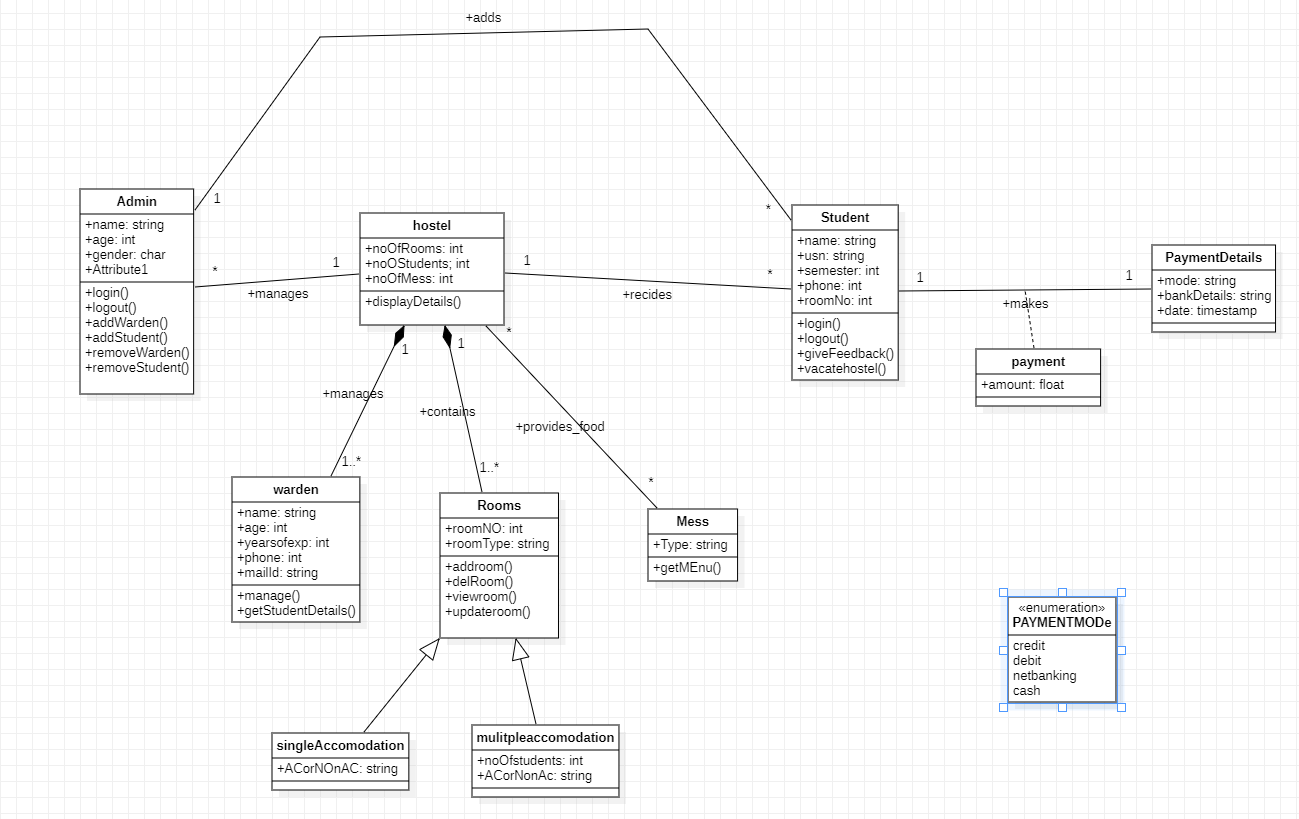 +adds
Admin
+name: string
+age: int
+gender: char
+Attribute1
+login()
+logout()
+addWarden()
+addStudent()
+removeWarden()
+removeStudent()
1
*
+manages
1
hostel
+noOfRooms: int
+noOStudents; int
+noOfMess: int
+displayDetails()
1
+recides
*
*
Student
+name: string
+usn: string
+semester: int
+phone: int
+roomNo: int
+login()
+logout()
+giveFeedback()
+vacatehostel()
1
+makes
1
PaymentDetails
+mode: string
+bankDetails: string
+date: timestamp
payment
+amount: float
1
+manages
1..*
1
+contains
1..*
*
+provides_food
*
warden
+name: string
+age: int
+yearsofexp: int
+phone: int
+mailId: string
+manage()
+getStudentDetails()
Rooms
+roomNO: int
+roomType: string
+addroom()
+delRoom()
+viewroom()
+updateroom()
Mess
+Type: string
+getMEnu()
«enumeration»
PAYMENTMODe
credit
debit
netbanking
cash
singleAccomodation
+ACorNOnAC: string
mulitpleaccomodation
+noOfstudents: int
+ACorNonAc: string